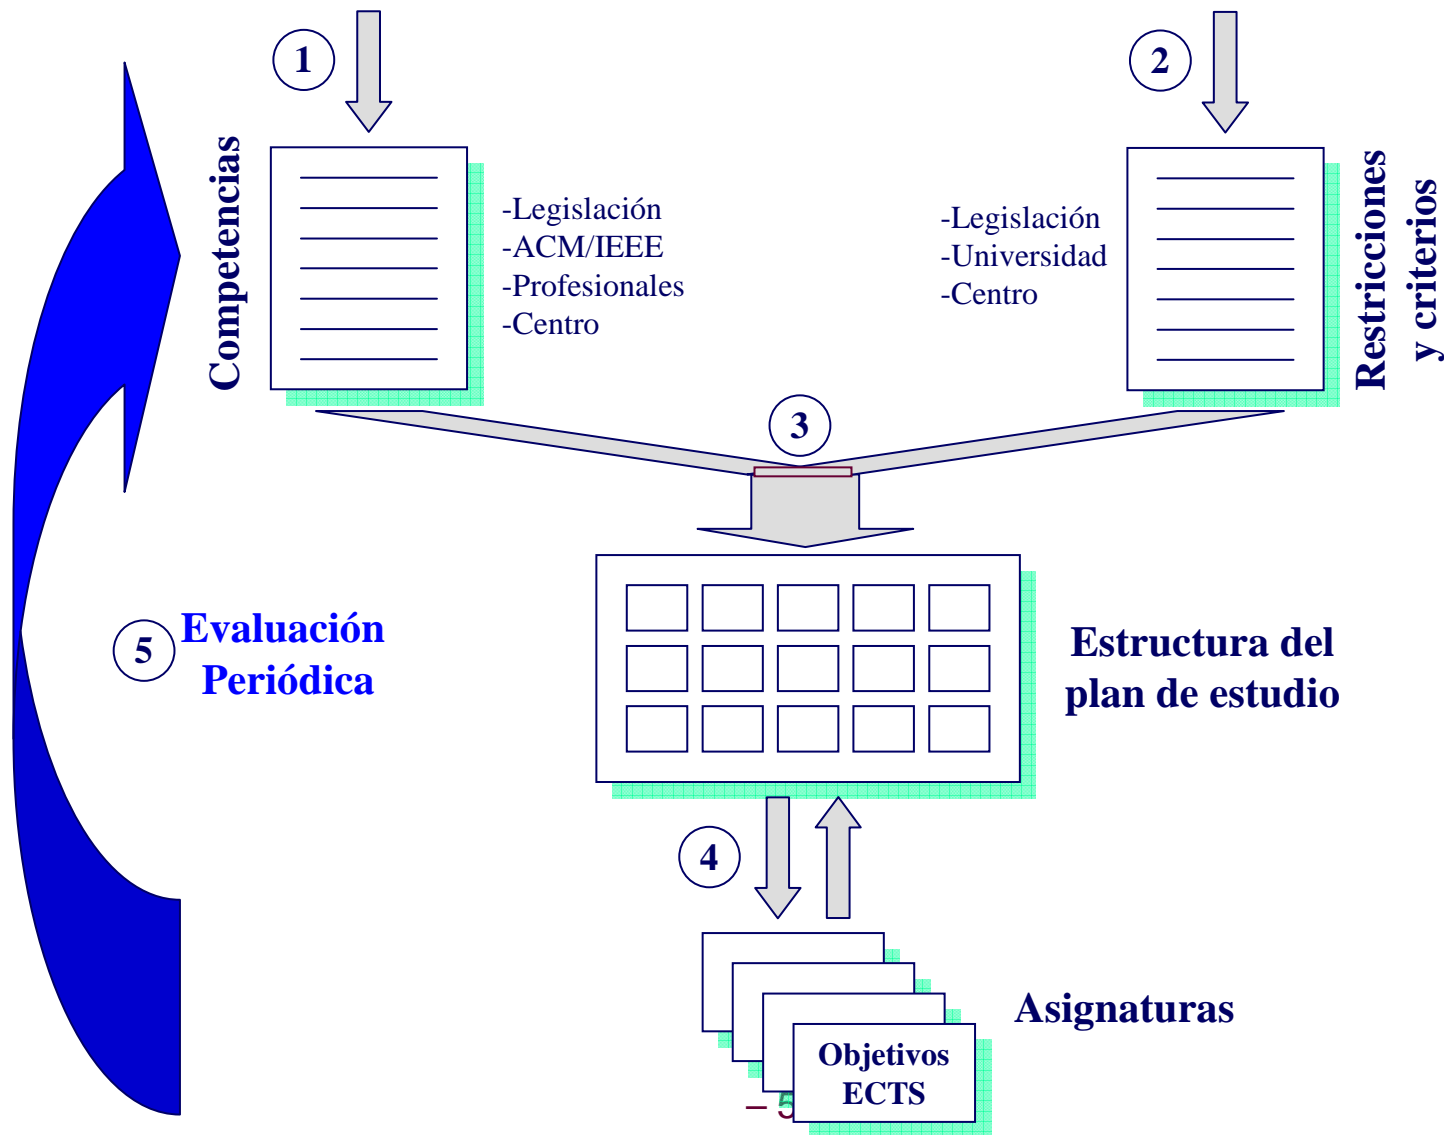 1
2
Competencias
-Legislación
-ACM/IEEE
-Profesionales
-Centro
-Legislación
-Universidad
-Centro
Restricciones
y criterios
3
5
Evaluación
Periódica
Estructura del
plan de estudio
4
Asignaturas
Objetivos
ECTS
– 5